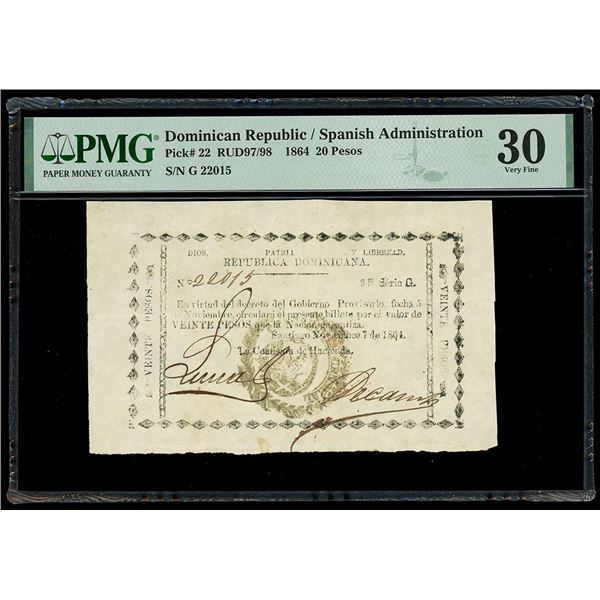 PMG®
PAPER MONEY GUARANTY
Dominican Republic / Spanish Administration
Pick# 22 RUD97/98 1864 20 Pesos
S/N G 22015
30
Very Fine
DIOS, PATRIA Y LIBERTAD.
REPUBLICA DOMINICANA.
Nº 22015 3ª Série G.
En virtud del decreto del Gobierno Provisorio, fecha 5
de Noviembre, circulará el presente billete por el valor de
VEINTE PESOS que la Nacion garantiza.
Santiago Noviembre 7 de 1864.
La Comision de Hacienda.
VEINTE PESOS.
VEINTE PESOS